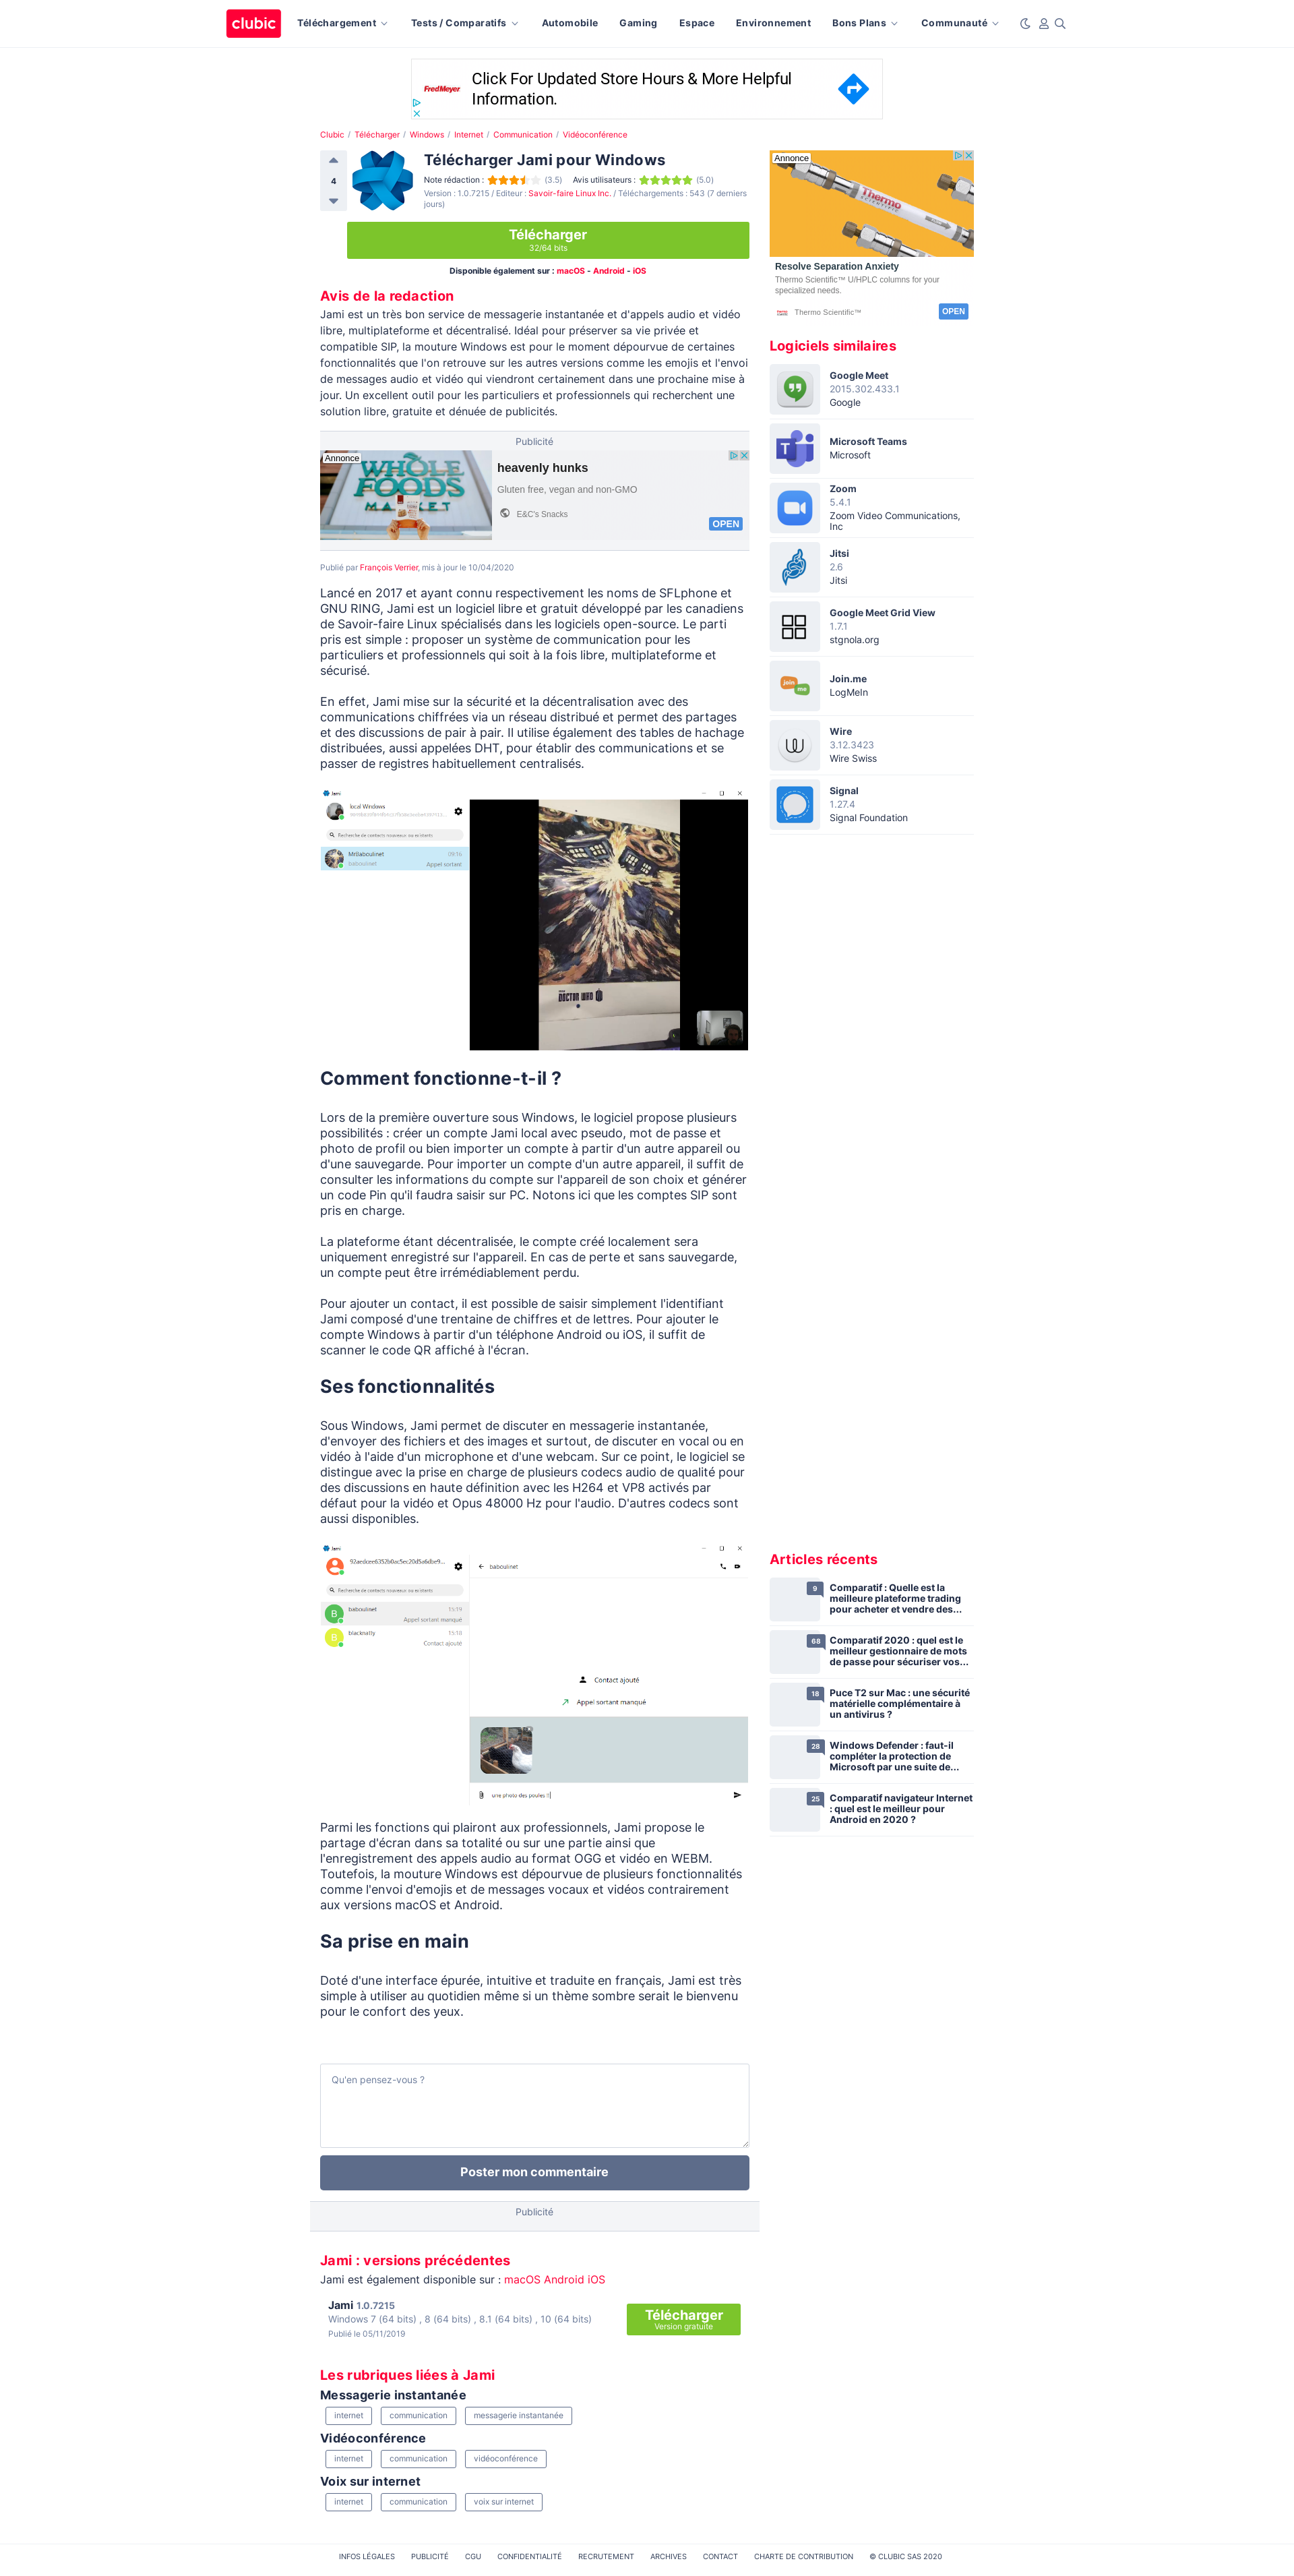 clubic
Téléchargement
Tests / Comparatifs
Automobile
Gaming
Espace
Environnement
Bons Plans
Communauté
FredMeyer
Click For Updated Store Hours & More Helpful
Information.
Clubic / Télécharger / Windows / Internet / Communication / Vidéoconférence
4
Télécharger Jami pour Windows
Note rédaction : (3.5) Avis utilisateurs : (5.0)
Version : 1.0.7215 / Editeur : Savoir-faire Linux Inc. / Téléchargements : 543 (7 derniers
jours)
Télécharger
32/64 bits
Disponible également sur : macOS - Android - iOS
Avis de la redaction
Jami est un très bon service de messagerie instantanée et d'appels audio et vidéo
libre, multiplateforme et décentralisé. Idéal pour préserver sa vie privée et
compatible SIP, la mouture Windows est pour le moment dépourvue de certaines
fonctionnalités que l'on retrouve sur les autres versions comme les emojis et l'envoi
de messages audio et vidéo qui viendront certainement dans une prochaine mise à
jour. Un excellent outil pour les particuliers et professionnels qui recherchent une
solution libre, gratuite et dénuée de publicités.
Publicité
Annonce
WHOLE
FOODS
MARKET
heavenly hunks
Gluten free, vegan and non-GMO
E&C's Snacks
OPEN
Publié par François Verrier, mis à jour le 10/04/2020
Lancé en 2017 et ayant connu respectivement les noms de SFLphone et
GNU RING, Jami est un logiciel libre et gratuit développé par les canadiens
de Savoir-faire Linux spécialisés dans les logiciels open-source. Le parti
pris est simple : proposer un système de communication pour les
particuliers et professionnels qui soit à la fois libre, multiplateforme et
sécurisé.
En effet, Jami mise sur la sécurité et la décentralisation avec des
communications chiffrées via un réseau distribué et permet des partages
et des discussions de pair à pair. Il utilise également des tables de hachage
distribuées, aussi appelées DHT, pour établir des communications et se
passer de registres habituellement centralisés.
Jami
local Windows
Recherche de contacts nouveaux ou existants
MrBaboulinet
09:16
baboulinet
Appel sortant
DOCTOR WHO
Comment fonctionne-t-il ?
Lors de la première ouverture sous Windows, le logiciel propose plusieurs
possibilités : créer un compte Jami local avec pseudo, mot de passe et
photo de profil ou bien importer un compte à partir d'un autre appareil ou
d'une sauvegarde. Pour importer un compte d'un autre appareil, il suffit de
consulter les informations du compte sur l'appareil de son choix et générer
un code Pin qu'il faudra saisir sur PC. Notons ici que les comptes SIP sont
pris en charge.
La plateforme étant décentralisée, le compte créé localement sera
uniquement enregistré sur l'appareil. En cas de perte et sans sauvegarde,
un compte peut être irrémédiablement perdu.
Pour ajouter un contact, il est possible de saisir simplement l'identifiant
Jami composé d'une trentaine de chiffres et de lettres. Pour ajouter le
compte Windows à partir d'un téléphone Android ou iOS, il suffit de
scanner le code QR affiché à l'écran.
Ses fonctionnalités
Sous Windows, Jami permet de discuter en messagerie instantanée,
d'envoyer des fichiers et des images et surtout, de discuter en vocal ou en
vidéo à l'aide d'un microphone et d'une webcam. Sur ce point, le logiciel se
distingue avec la prise en charge de plusieurs codecs audio de qualité pour
des discussions en haute définition avec les H264 et VP8 activés par
défaut pour la vidéo et Opus 48000 Hz pour l'audio. D'autres codecs sont
aussi disponibles.
Jami
92aedcee6352b0ac5ec20d5a6dbe9...
baboulinet
Recherche de contacts nouveaux ou existants
B
baboulinet
15:19
Appel sortant manqué
B
blacknally
15:18
Contact ajouté
Contact ajouté
Appel sortant manqué
une photo des poules !!
Parmi les fonctions qui plairont aux professionnels, Jami propose le
partage d'écran dans sa totalité ou sur une partie ainsi que
l'enregistrement des appels audio au format OGG et vidéo en WEBM.
Toutefois, la mouture Windows est dépourvue de plusieurs fonctionnalités
comme l'envoi d'emojis et de messages vocaux et vidéos contrairement
aux versions macOS et Android.
Sa prise en main
Doté d'une interface épurée, intuitive et traduite en français, Jami est très
simple à utiliser au quotidien même si un thème sombre serait le bienvenu
pour le confort des yeux.
Qu'en pensez-vous ?
Poster mon commentaire
Publicité
Jami : versions précédentes
Jami est également disponible sur : macOS Android iOS
Jami 1.0.7215
Windows 7 (64 bits) , 8 (64 bits) , 8.1 (64 bits) , 10 (64 bits)
Publié le 05/11/2019
Télécharger
Version gratuite
Les rubriques liées à Jami
Messagerie instantanée
internet
communication
messagerie instantanée
Vidéoconférence
internet
communication
vidéoconférence
Voix sur internet
internet
communication
voix sur internet
Annonce
Thermo
SCIENTIFIC
Resolve Separation Anxiety
Thermo Scientific™ U/HPLC columns for your
specialized needs.
Thermo Scientific™
OPEN
Logiciels similaires
Google Meet
2015.302.433.1
Google
Microsoft Teams
Microsoft
Zoom
5.4.1
Zoom Video Communications,
Inc
Jitsi
2.6
Jitsi
Google Meet Grid View
1.7.1
stgnola.org
join
me
Join.me
LogMeIn
Wire
3.12.3423
Wire Swiss
Signal
1.27.4
Signal Foundation
Articles récents
9
Comparatif : Quelle est la
meilleure plateforme trading
pour acheter et vendre des...
68
Comparatif 2020 : quel est le
meilleur gestionnaire de mots
de passe pour sécuriser vos...
18
Puce T2 sur Mac : une sécurité
matérielle complémentaire à
un antivirus ?
28
Windows Defender : faut-il
compléter la protection de
Microsoft par une suite de...
25
Comparatif navigateur Internet
: quel est le meilleur pour
Android en 2020 ?
INFOS LÉGALES
PUBLICITÉ
CGU
CONFIDENTIALITÉ
RECRUTEMENT
ARCHIVES
CONTACT
CHARTE DE CONTRIBUTION
© CLUBIC SAS 2020